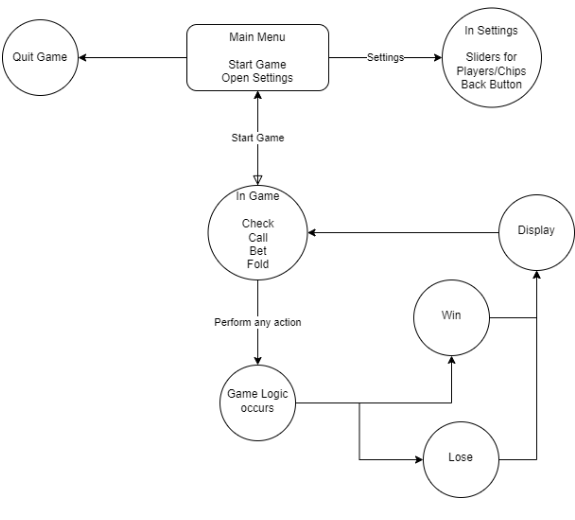 Quit Game
Main Menu
Start Game
Open Settings
Settings
In Settings
Sliders for
Players/Chips
Back Button
Start Game
In Game
Check
Call
Bet
Fold
Display
Perform any action
Win
Game Logic
occurs
Lose